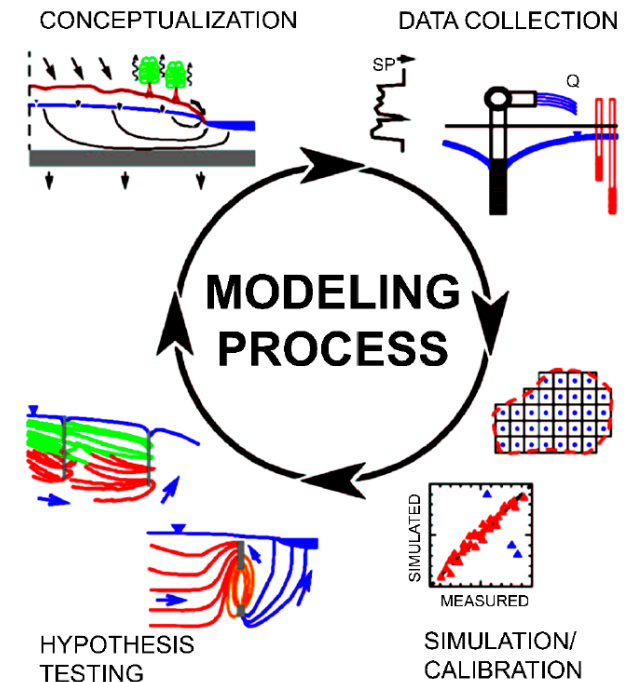 CONCEPTUALIZATION
DATA COLLECTION
SP
Q
MODELING
PROCESS
SIMULATED
MEASURED
HYPOTHESIS
TESTING
SIMULATION/
CALIBRATION